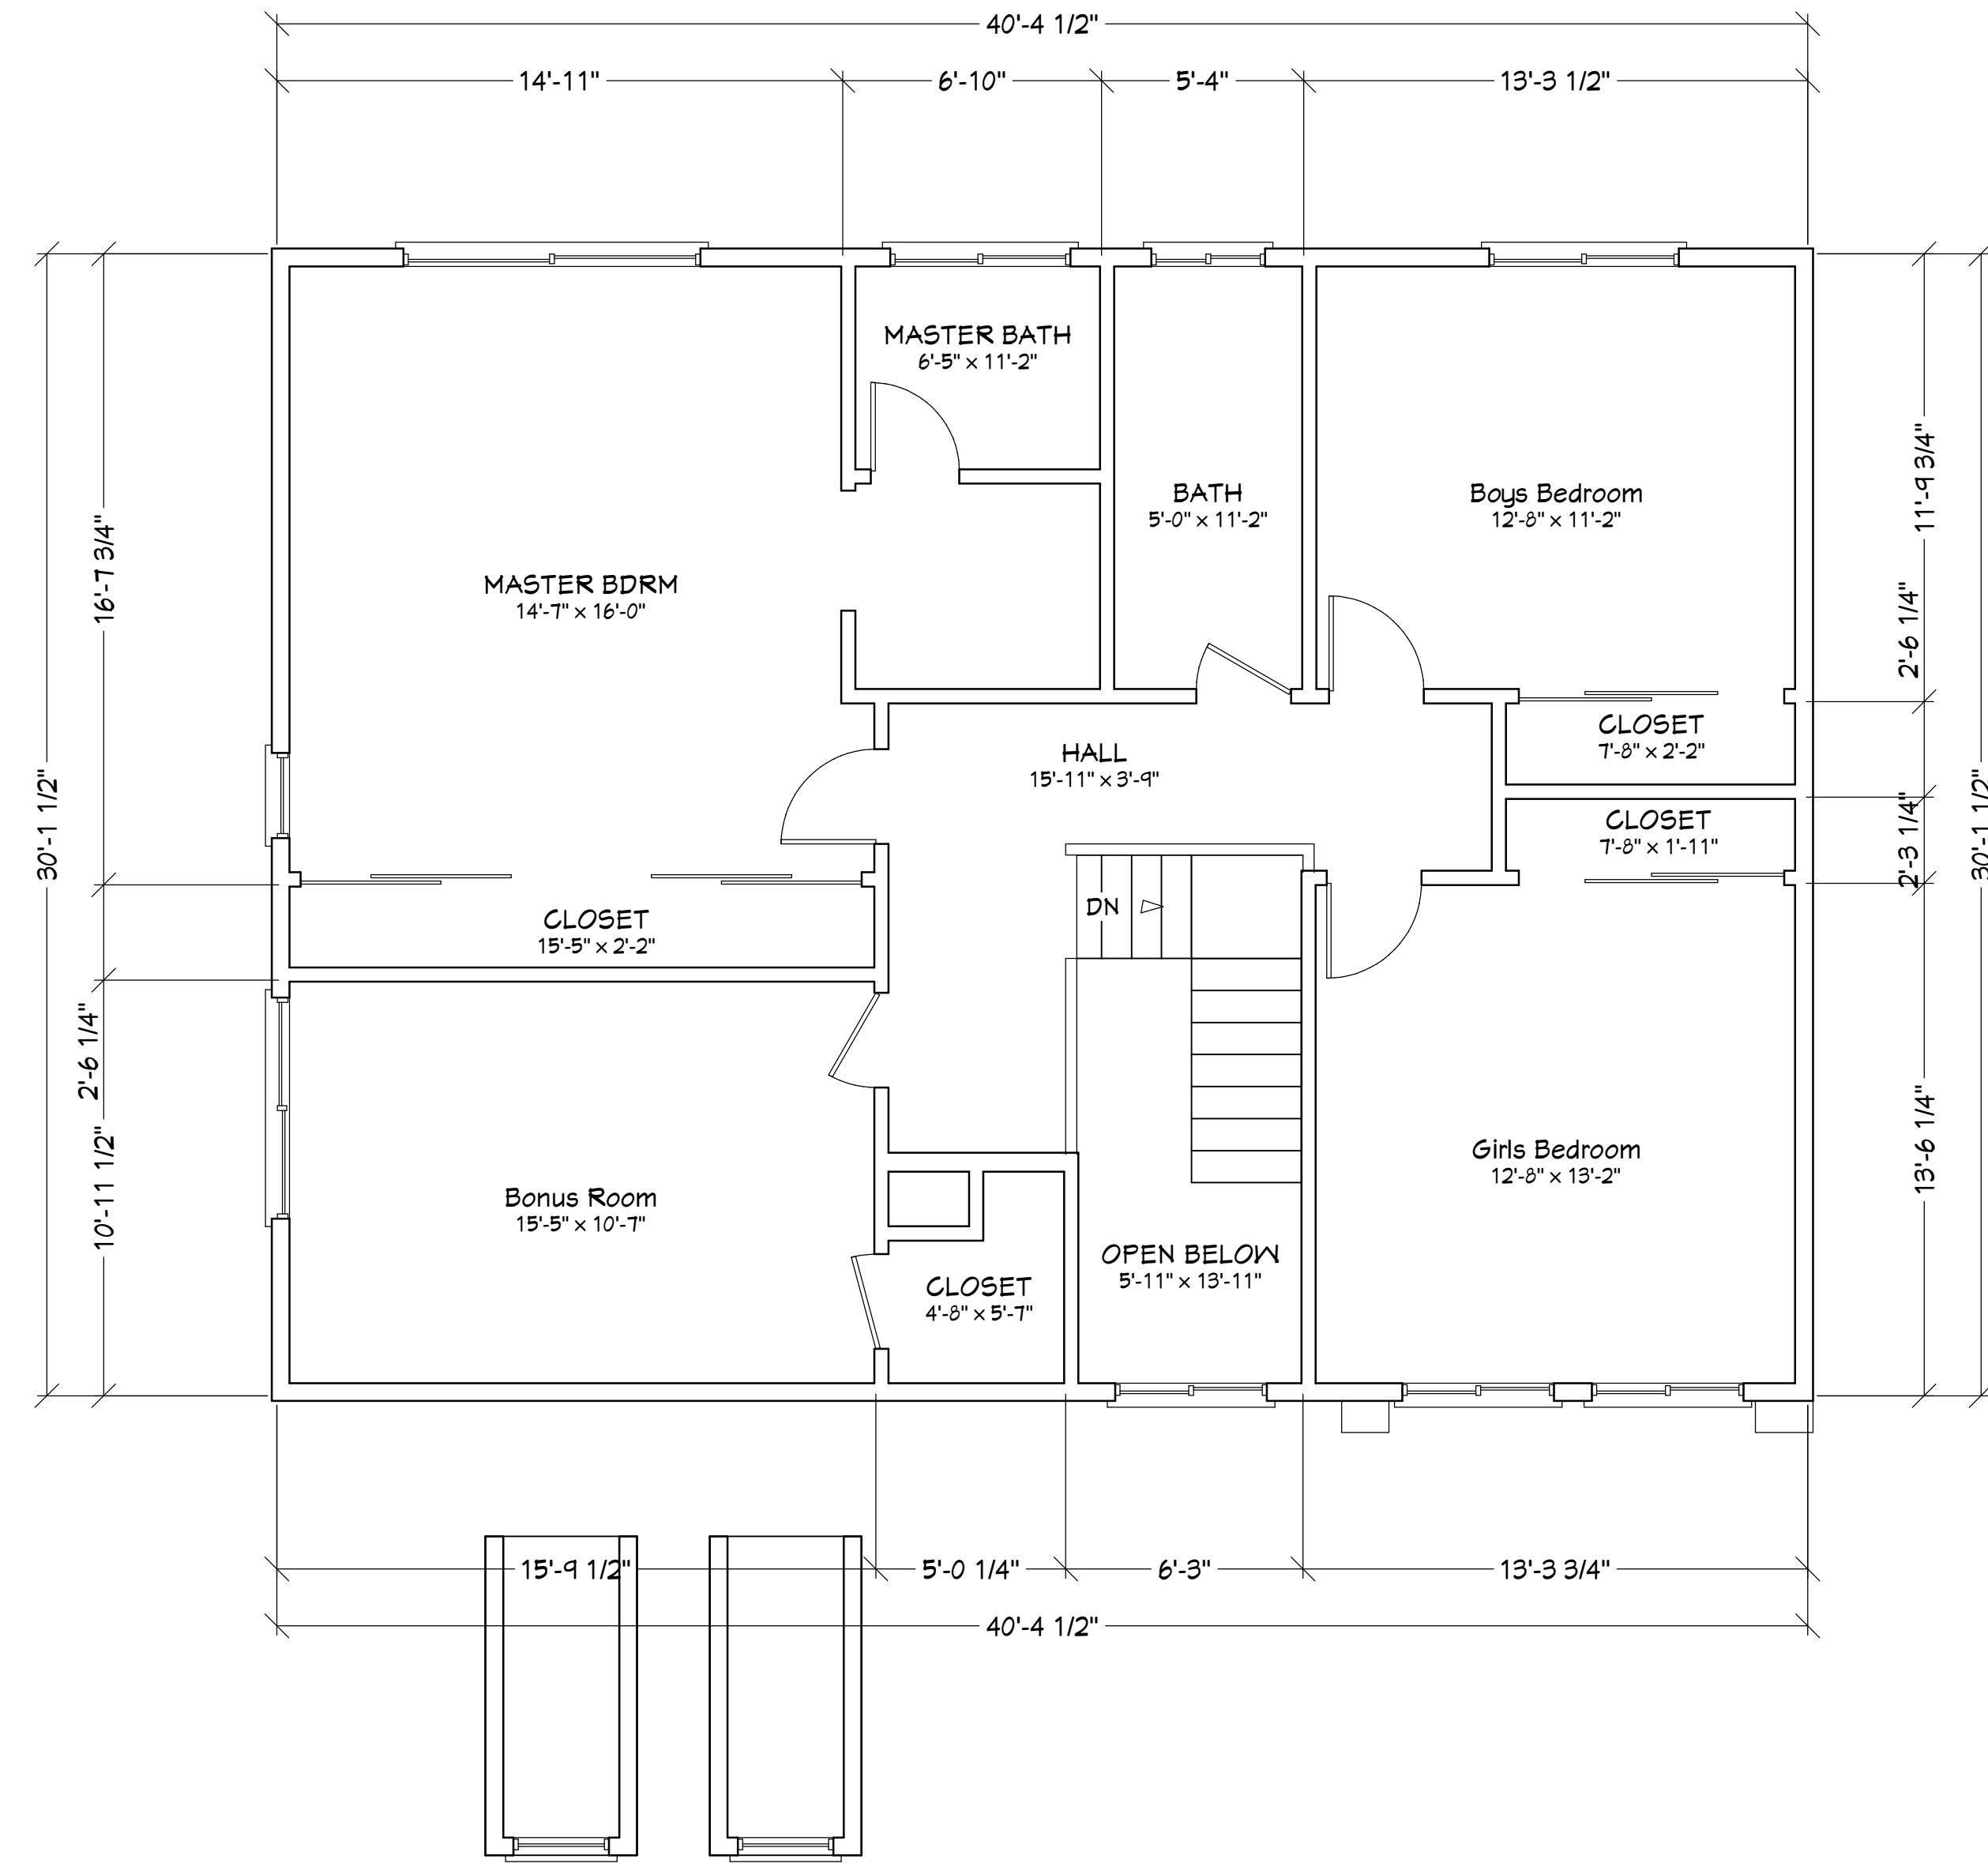 40'-4 1/2"
14'-11"
6'-10"
5'-4"
13'-3 1/2"
MASTER BATH
6'-5" x 11'-2"
BATH
5'-0" x 11'-2"
Boys Bedroom
12'-8" x 11'-2"
11'-9 3/4"
16'-7 3/4"
MASTER BDRM
14'-7" x 16'-0"
2'-6 1/4"
HALL
15'-11" x 3'-9"
CLOSET
7'-8" x 2'-2"
30'-1 1/2"
CLOSET
7'-8" x 1'-11"
2'-3 1/4"
30'-1 1/2"
CLOSET
15'-5" x 2'-2"
DN
2'-6 1/4"
10'-11 1/2"
Bonus Room
15'-5" x 10'-7"
Girls Bedroom
12'-8" x 13'-2"
13'-6 1/4"
OPEN BELOW
5'-11" x 13'-11"
CLOSET
4'-8" x 5'-7"
15'-9 1/2"
5'-0 1/4"
6'-3"
13'-3 3/4"
40'-4 1/2"